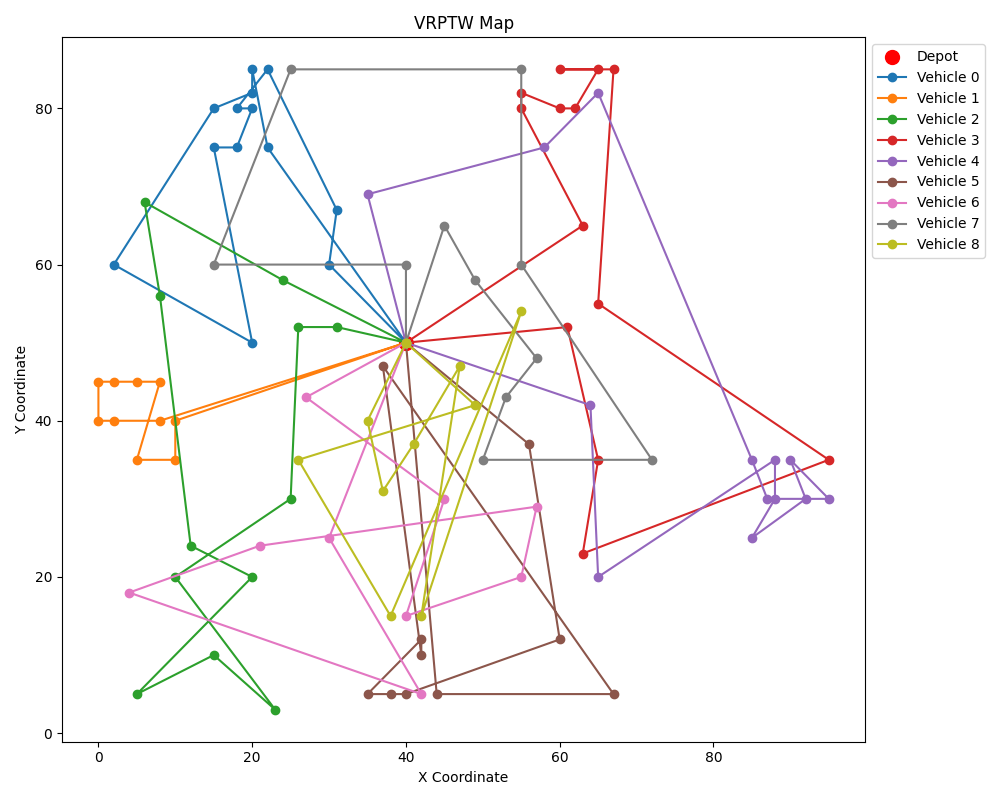 VRPTW Map
Depot
Vehicle 0
Vehicle 1
Vehicle 2
Vehicle 3
Vehicle 4
Vehicle 5
Vehicle 6
Vehicle 7
Vehicle 8
Y Coordinate
80
60
40
20
0
0 20 40 60 80
X Coordinate